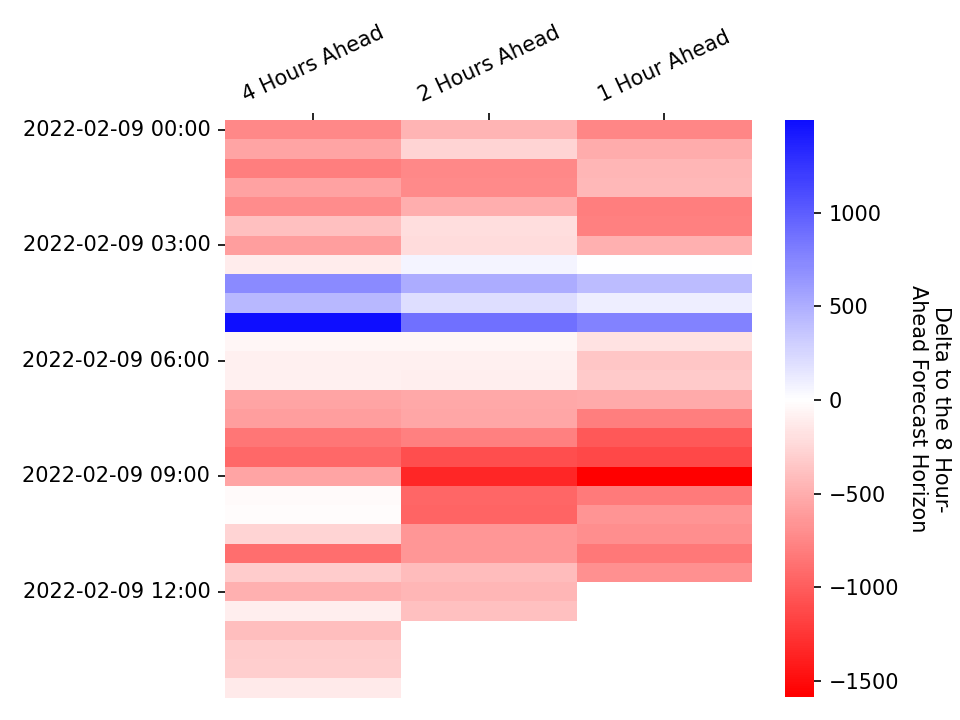 4 Hours Ahead
2 Hours Ahead
1 Hour Ahead
2022-02-09 00:00
2022-02-09 03:00
2022-02-09 06:00
2022-02-09 09:00
2022-02-09 12:00
1000
500
0
−500
−1000
−1500
Delta to the 8 Hour-
Ahead Forecast Horizon